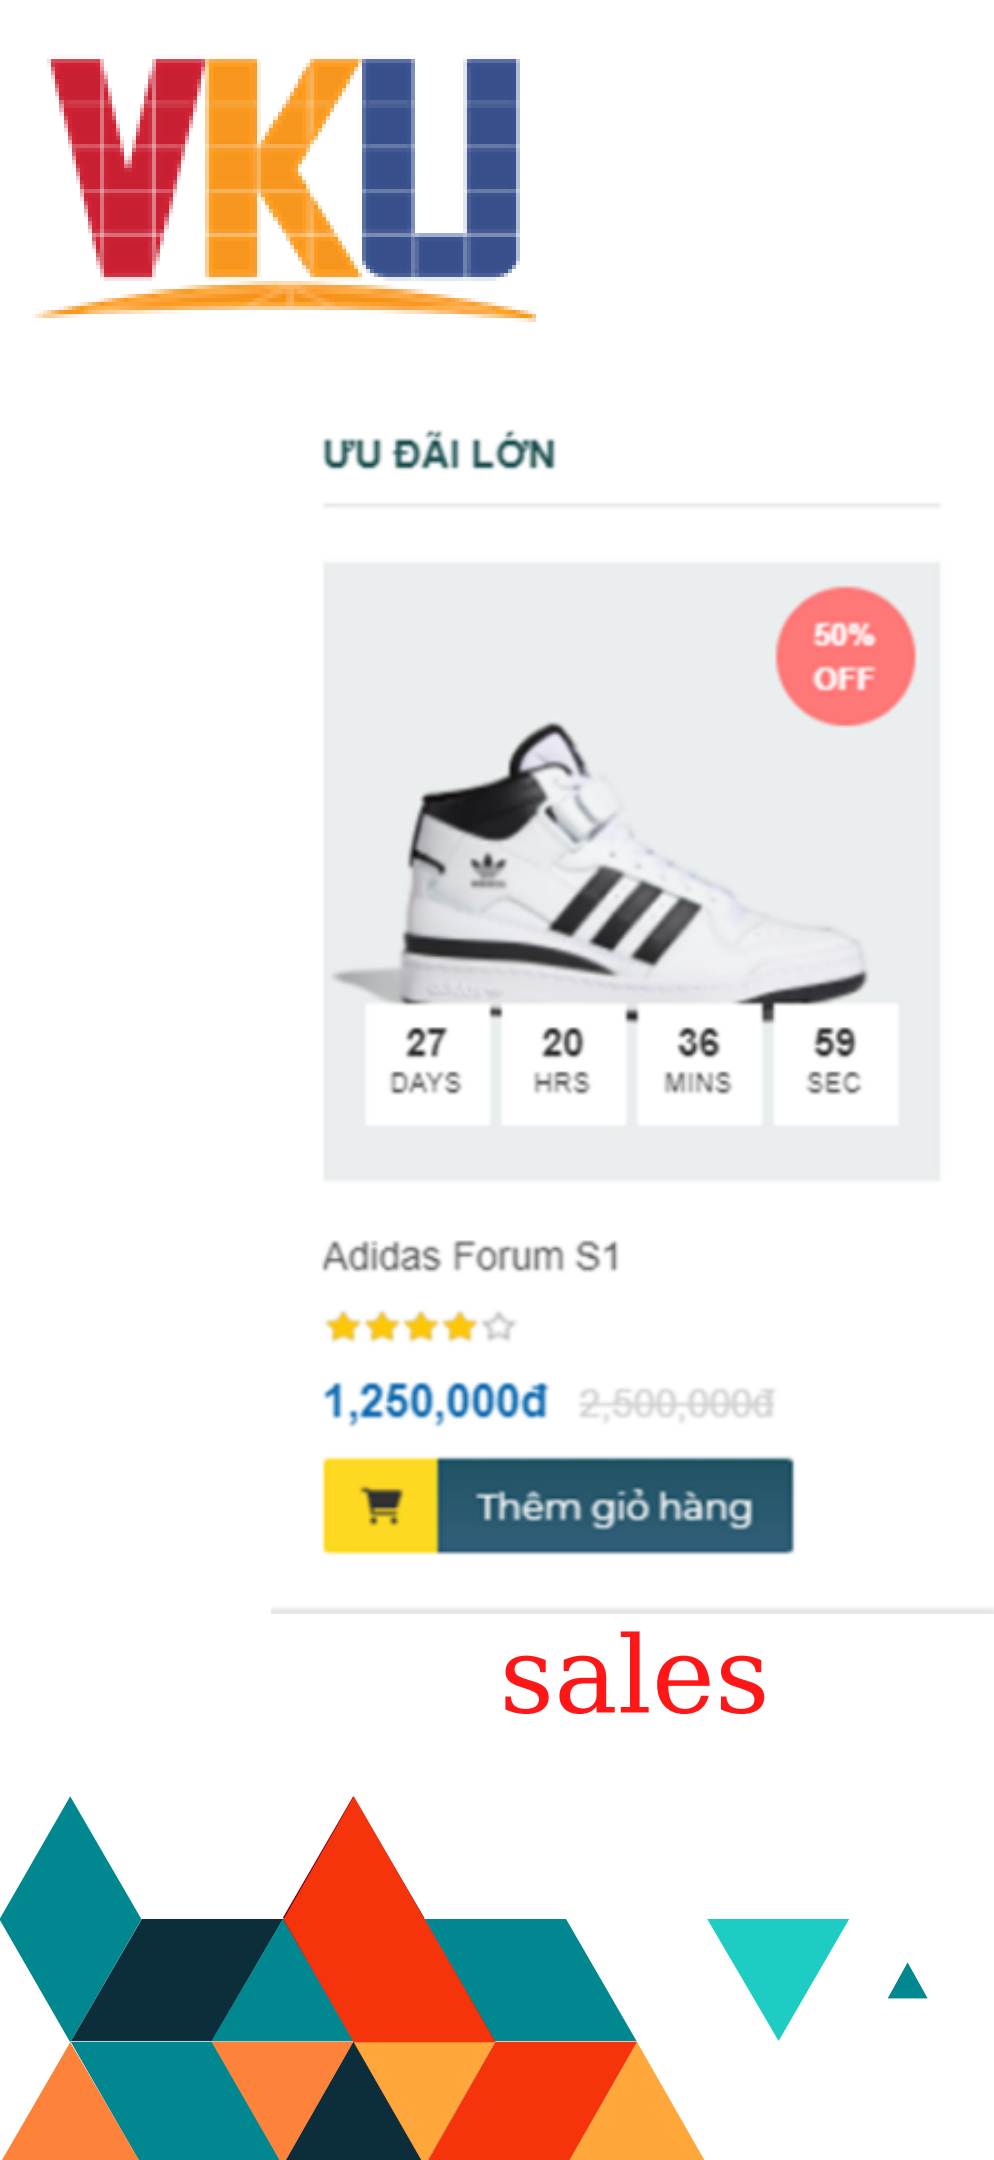 VKU
ƯU ĐÃI LỚN
50%
OFF
27
DAYS
20
HRS
36
MINS
59
SEC
Adidas Forum S1
1,250,000đ 2,500,000đ
Thêm giỏ hàng
sales